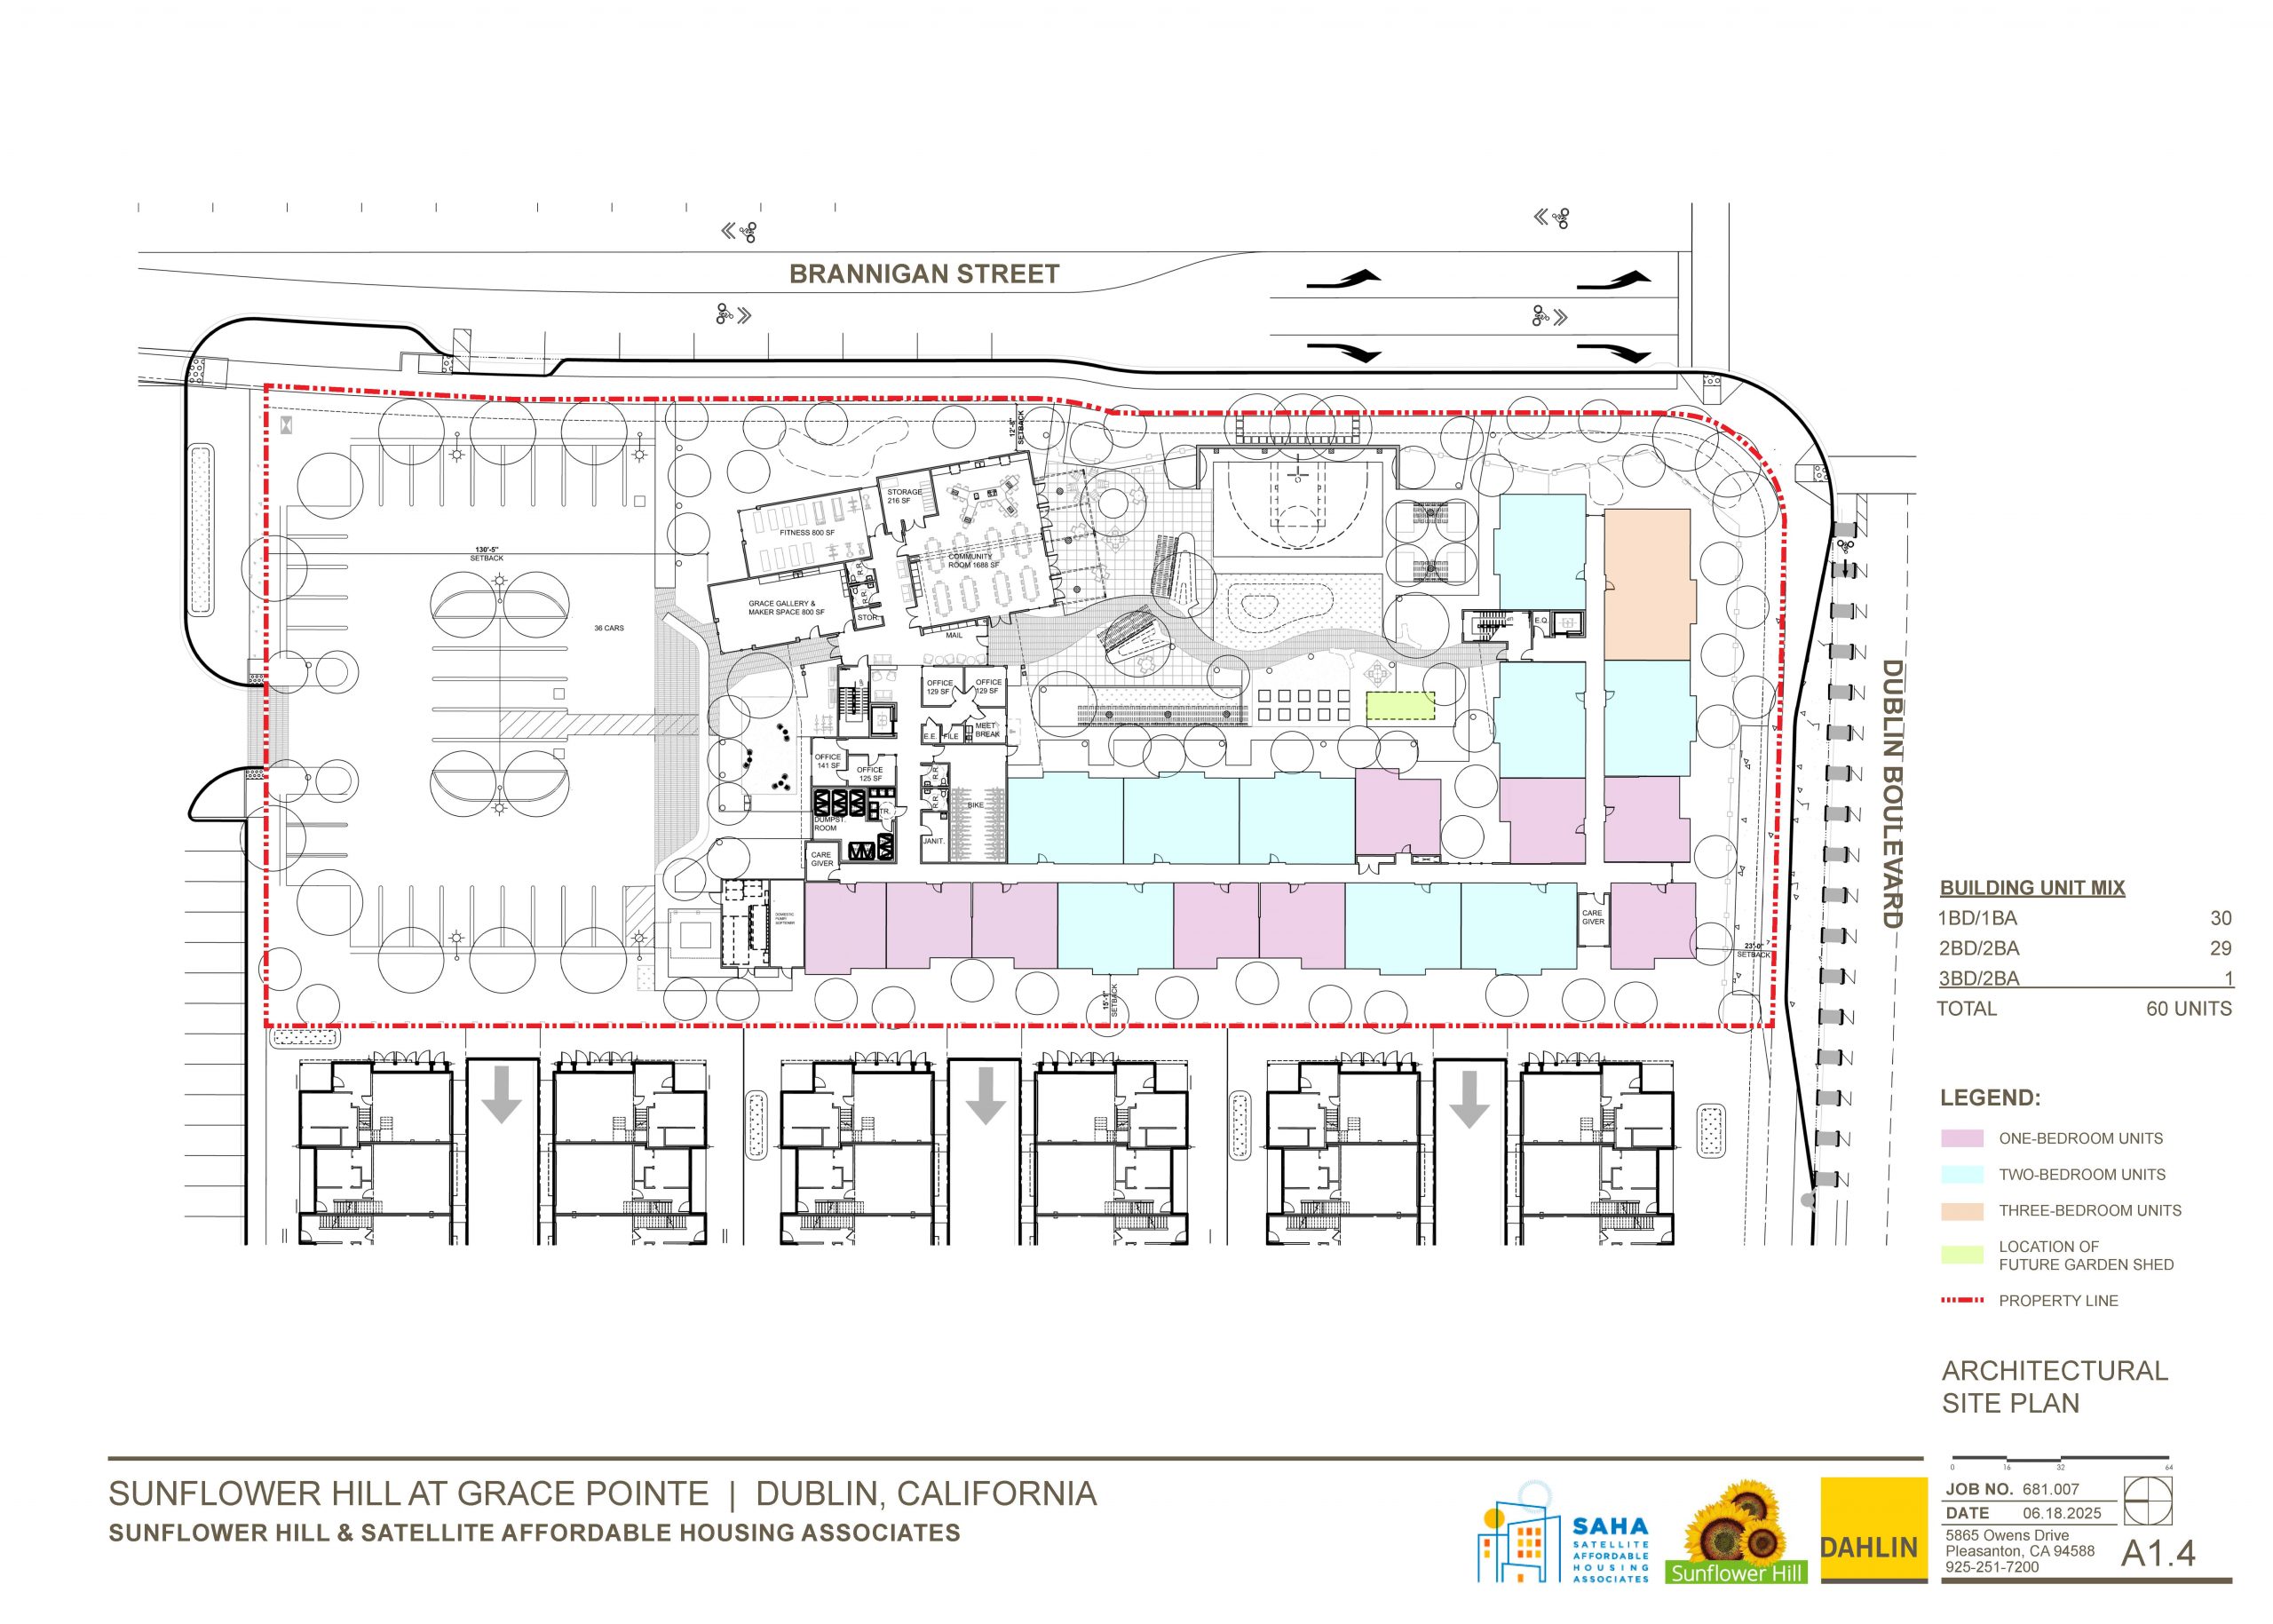 BRANNIGAN STREET
12'-8"
SETBACK
STORAGE
216 SF
FITNESS 800 SF
COMMUNITY
ROOM 1688 SF
130'-5"
SETBACK
R.R.
R.R.
GRACE GALLERY &
MAKER SPACE 800 SF
STOR.
36 CARS
MAIL
E.Q.
UP
UP
OFFICE
129 SF
OFFICE
129 SF
E.E.
FILE
MEET
BREAK
OFFICE
141 SF
OFFICE
125 SF
R.R.
R.R.
BIKE
TR.
DUMPST.
ROOM
JANIT.
CARE
GIVER
CARE
GIVER
23'-0"
SETBACK
15'-1"
SETBACK
DUBLIN BOULEVARD
BUILDING UNIT MIX
1BD/1BA 30
2BD/2BA 29
3BD/2BA 1
TOTAL 60 UNITS
LEGEND:
ONE-BEDROOM UNITS
TWO-BEDROOM UNITS
THREE-BEDROOM UNITS
LOCATION OF
FUTURE GARDEN SHED
PROPERTY LINE
ARCHITECTURAL
SITE PLAN
0 16 32 64
SUNFLOWER HILL AT GRACE POINTE | DUBLIN, CALIFORNIA
SUNFLOWER HILL & SATELLITE AFFORDABLE HOUSING ASSOCIATES
SAHA
SATELLITE
AFFORDABLE
HOUSING
ASSOCIATES
Sunflower Hill
DAHLIN
JOB NO. 681.007
DATE 06.18.2025
5865 Owens Drive
Pleasanton, CA 94588
925-251-7200
A1.4